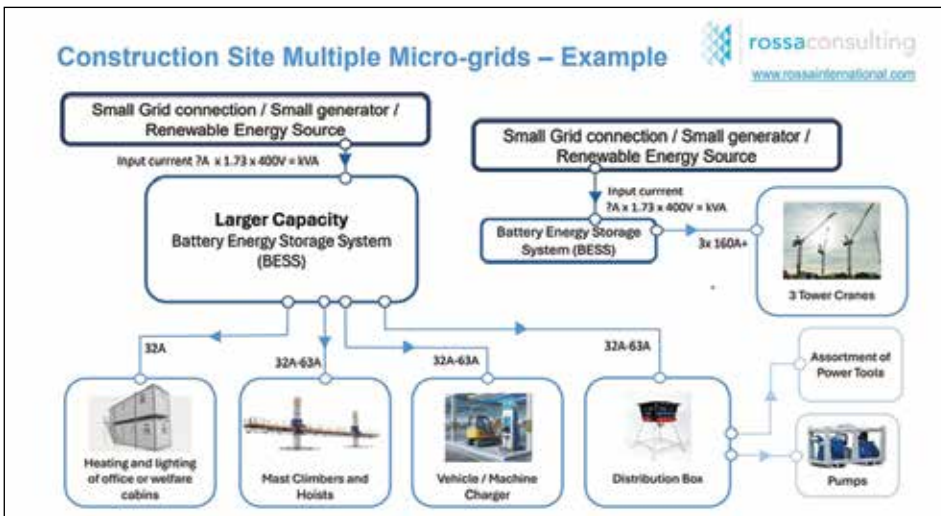 Construction Site Multiple Micro-grids – Example
rossaconsulting
www.rossainternational.com
Small Grid connection / Small generator /
Renewable Energy Source
Input currrent ?A x 1.73 x 400V = kVA
Larger Capacity
Battery Energy Storage System
(BESS)
32A
32A-63A
32A-63A
32A-63A
Heating and lighting
of office or welfare
cabins
Mast Climbers and
Hoists
Vehicle / Machine
Charger
Distribution Box
Small Grid connection / Small generator /
Renewable Energy Source
Input currrent
?A x 1.73 x 400V = kVA
Battery Energy Storage
System (BESS)
3x 160A+
3 Tower Cranes
Assortment of
Power Tools
Pumps